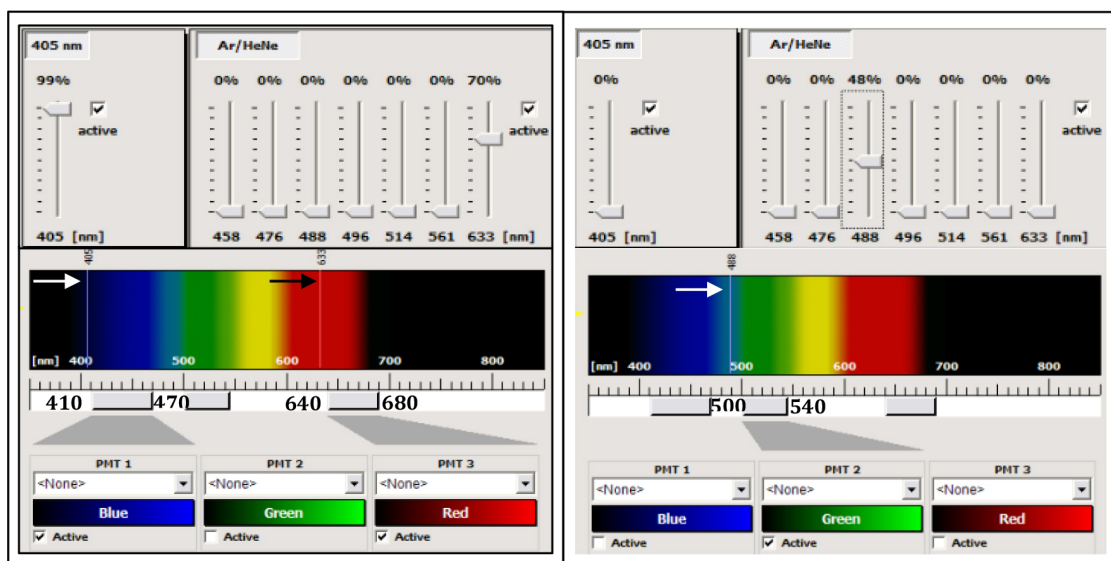 405 nm
Ar/HeNe
99%
0% 0% 0% 0% 0% 0% 70%
active
active
405 [nm]
458 476 488 496 514 561 633 [nm]
405
633
[nm] 400 500 600 700 800
410 470 640 680
PMT 1 PMT 2 PMT 3
<None> <None> <None>
Blue Green Red
Active Active Active
405 nm
Ar/HeNe
0%
0% 0% 48% 0% 0% 0% 0%
active
active
405 [nm]
458 476 488 496 514 561 633 [nm]
488
[nm] 400 500 600 700 800
500 540
PMT 1 PMT 2 PMT 3
<None> <None> <None>
Blue Green Red
Active Active Active